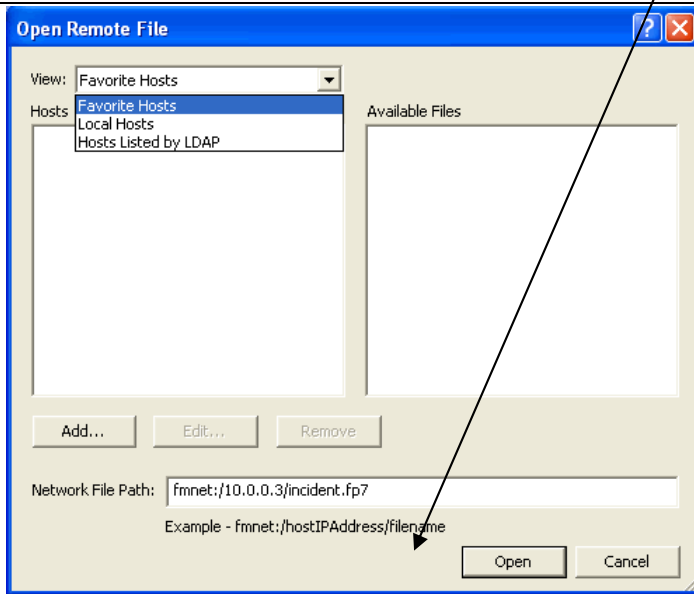 Open Remote File
View: Favorite Hosts
Favorite Hosts
Local Hosts
Hosts Listed by LDAP
Hosts
Available Files
Add...
Edit...
Remove
Network File Path: fmnet:/10.0.0.3/incident.fp7
Example - fmnet:/hostIPAddress/filename
Open
Cancel